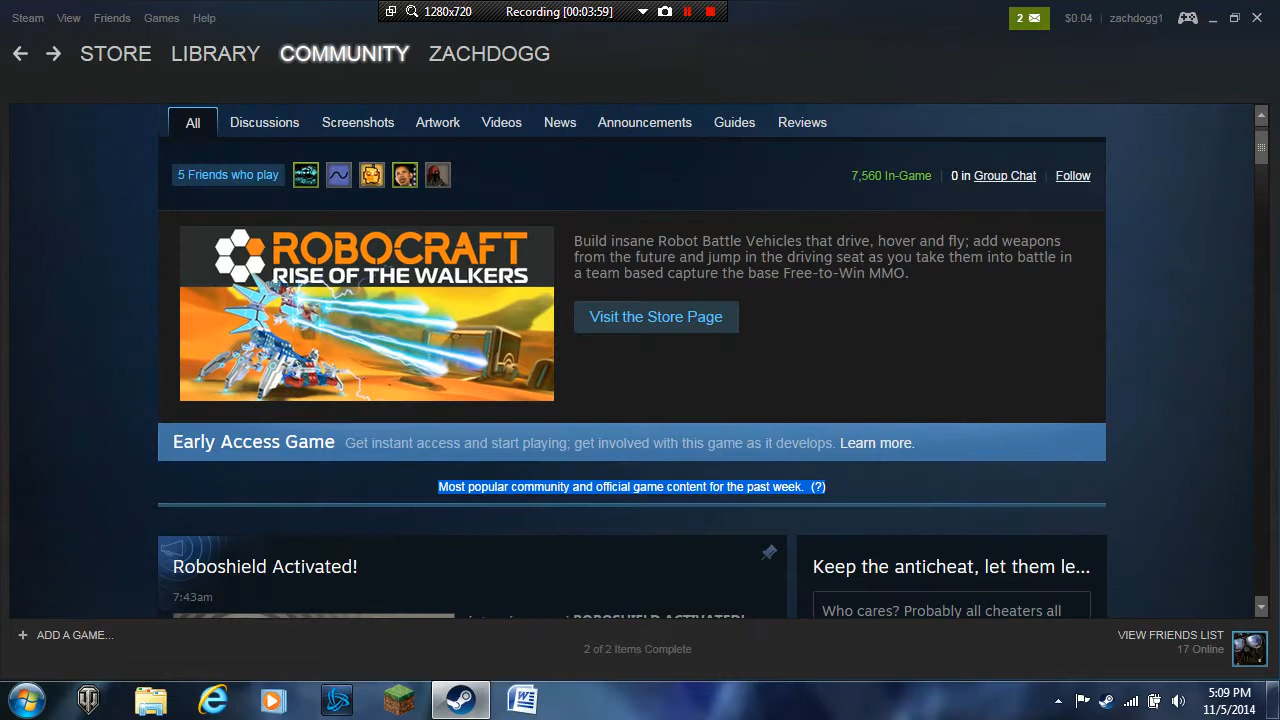 Steam View Friends Games Help
1280x720 Recording [00:03:59]
2 $0.04 zachdogg1
STORE LIBRARY COMMUNITY ZACHDOGG
All Discussions Screenshots Artwork Videos News Announcements Guides Reviews
5 Friends who play
7,560 In-Game 0 in Group Chat Follow
ROBOCRAFT
RISE OF THE WALKERS
Build insane Robot Battle Vehicles that drive, hover and fly; add weapons
from the future and jump in the driving seat as you take them into battle in
a team based capture the base Free-to-Win MMO.
Visit the Store Page
Early Access Game Get instant access and start playing; get involved with this game as it develops. Learn more.
Most popular community and official game content for the past week. (?)
Roboshield Activated!
7:43am
ROBOSHIELD ACTIVATED!
Keep the anticheat, let them le...
Who cares? Probably all cheaters all
+ ADD A GAME...
2 of 2 Items Complete
VIEW FRIENDS LIST
17 Online
5:09 PM
11/5/2014